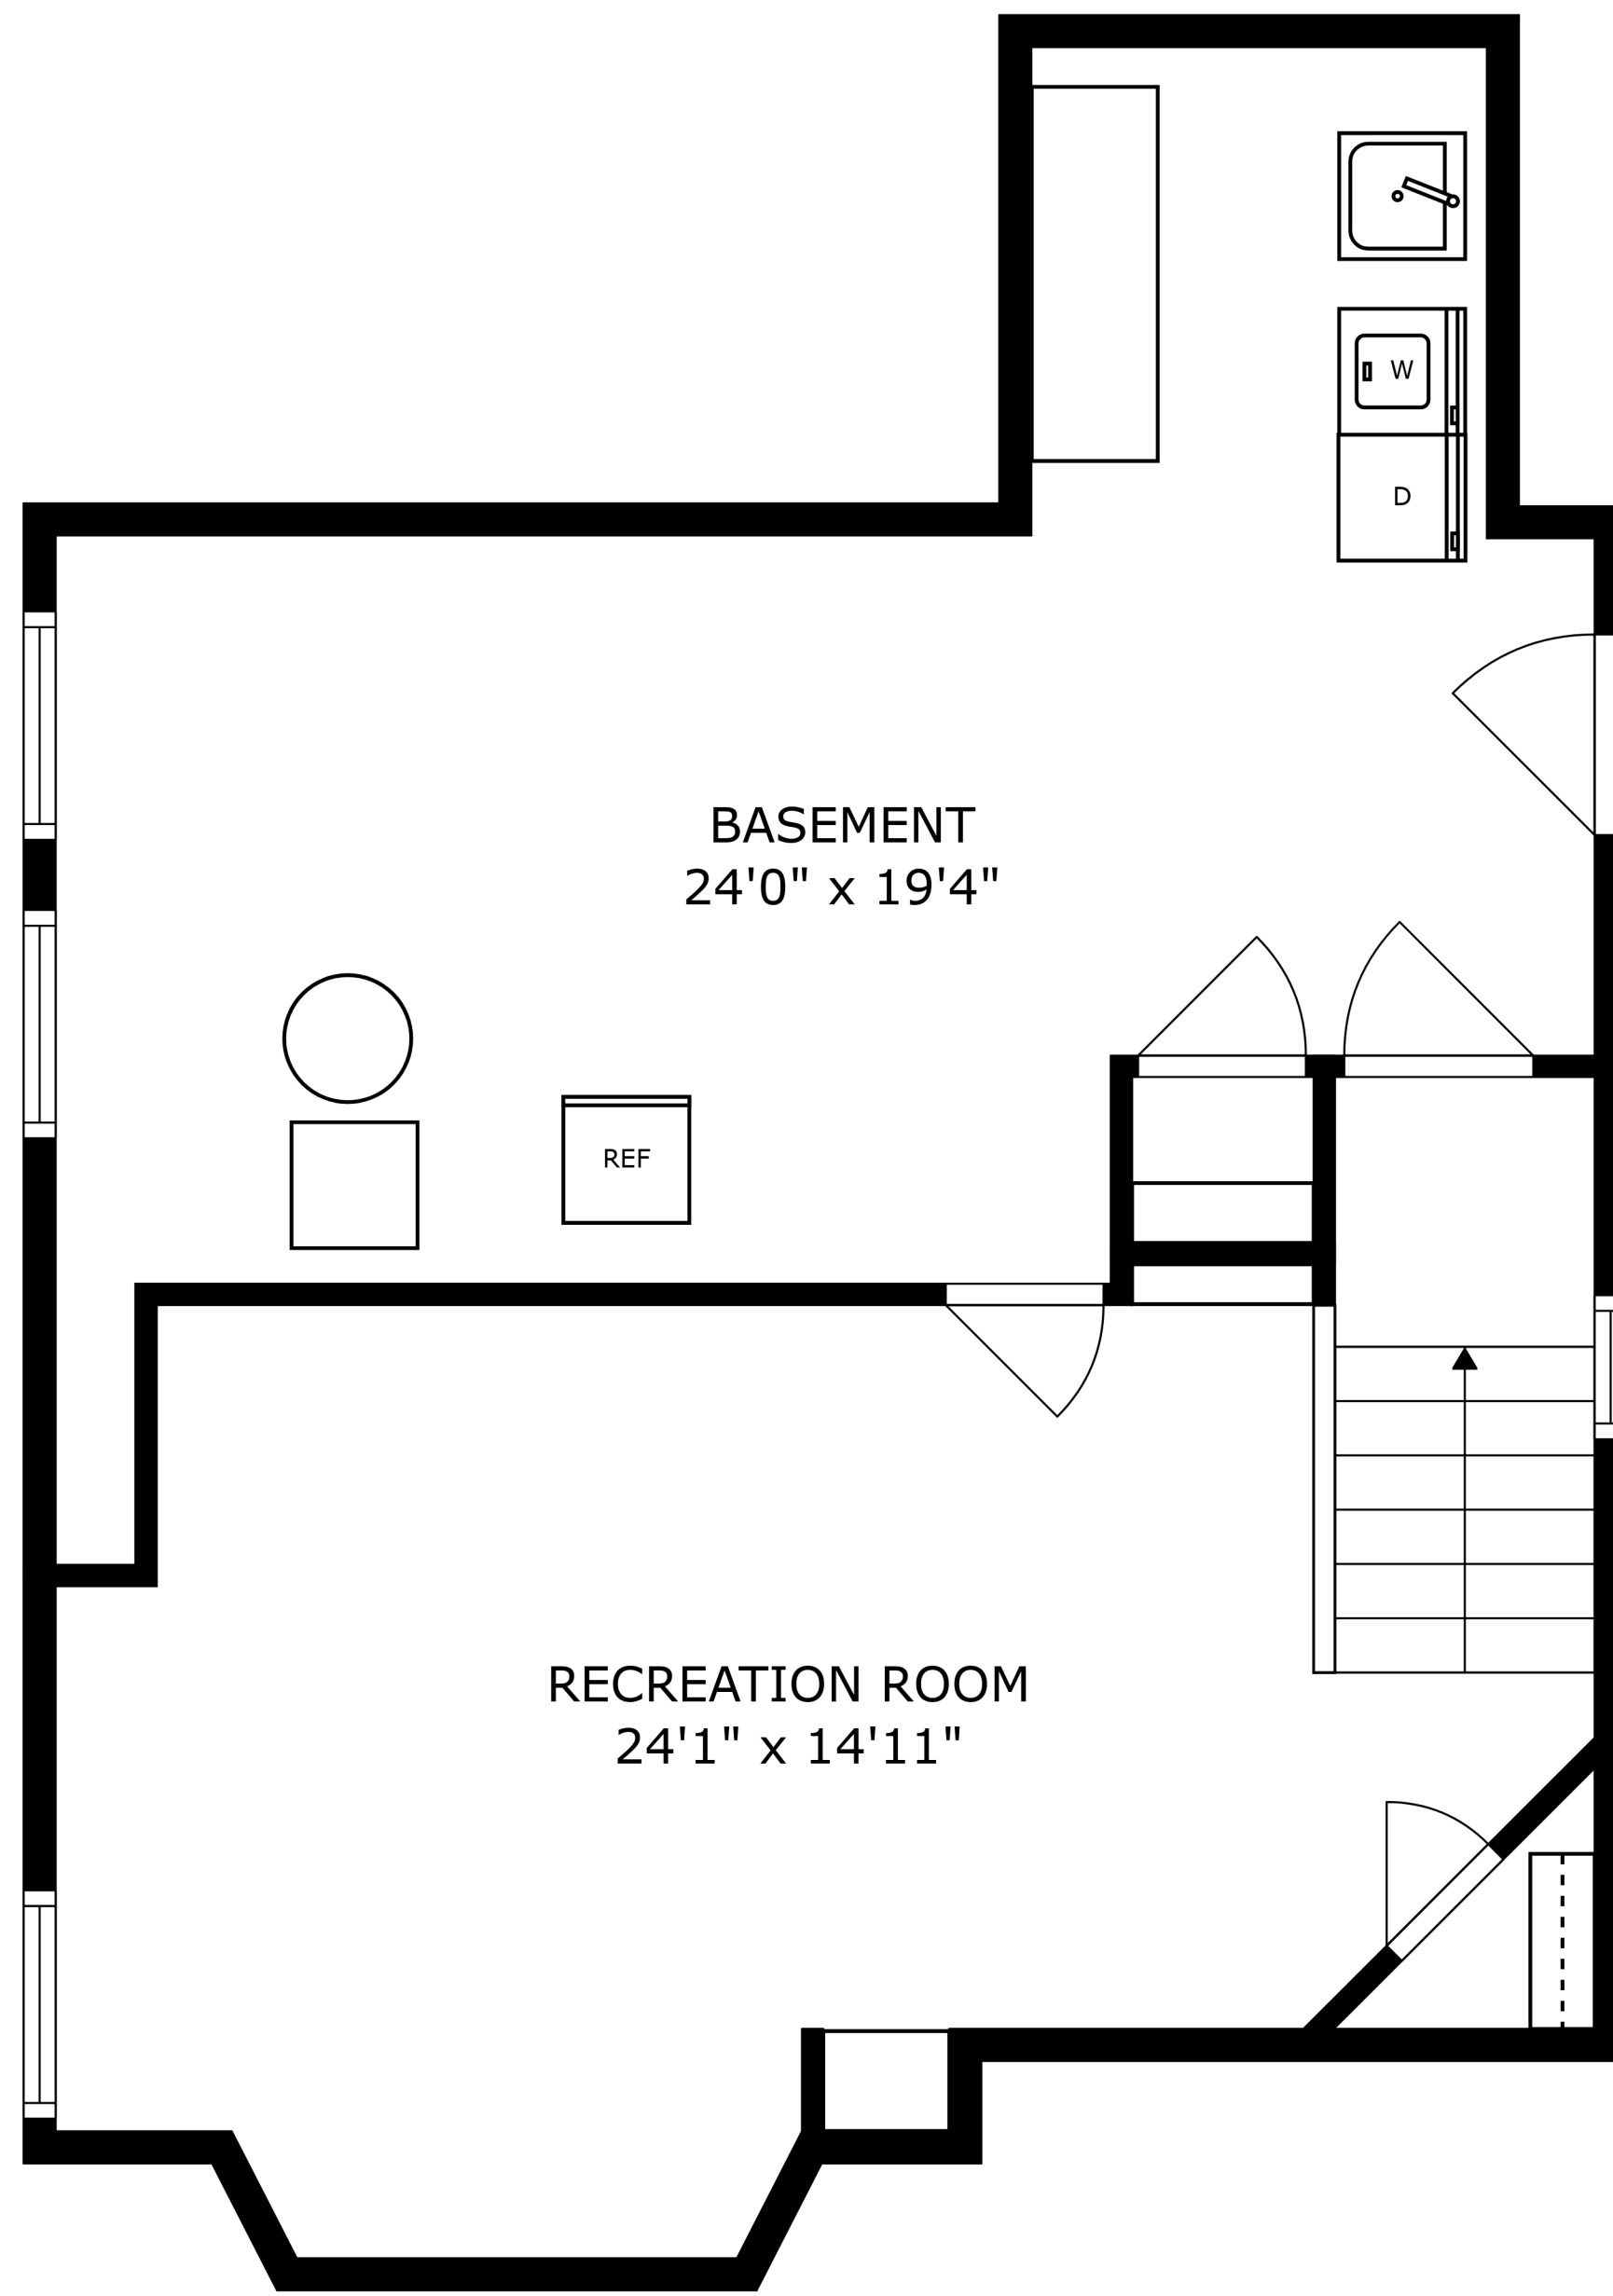 W
D
BASEMENT
24'0" x 19'4"
REF
RECREATION ROOM
24'1" x 14'11"